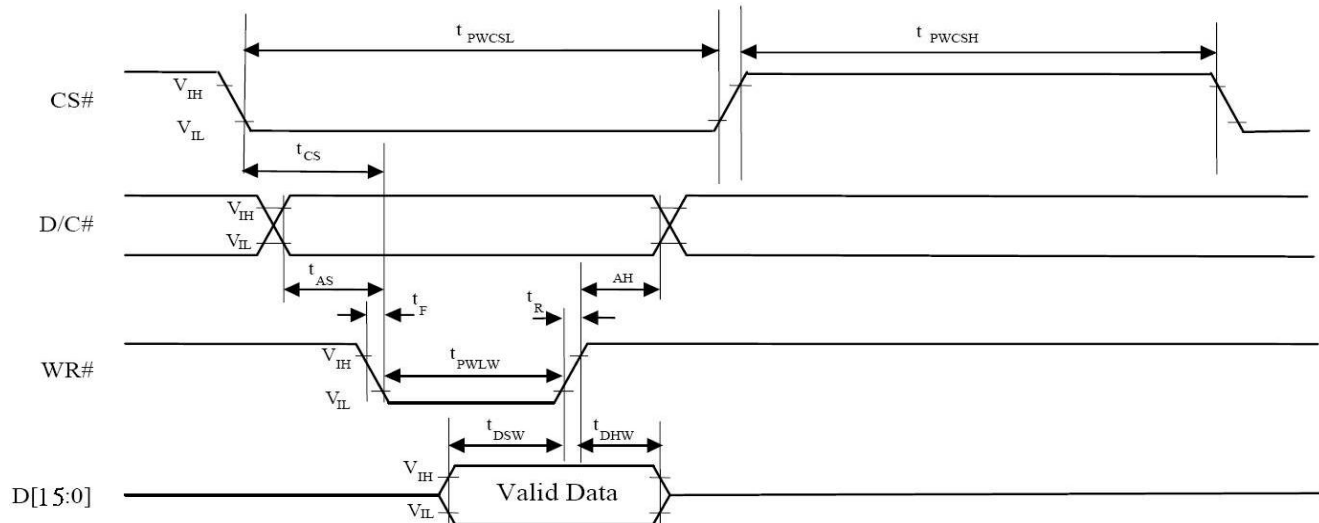 t PWCSL
t PWCSH
CS#
V IH
V IL
t CS
D/C#
V IH
V IL
t AS
t F
t R
AH
WR#
V IH
V IL
t PWLW
t DSW
t DHW
D[15:0]
V IH
V IL
Valid Data